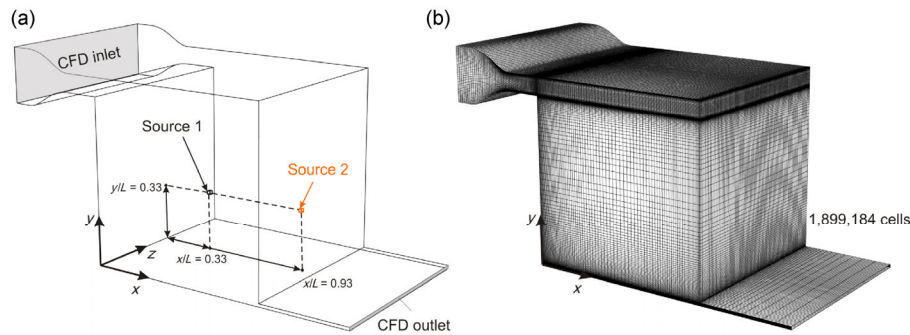 (a)
CFD inlet
Source 1
Source 2
y/L = 0.33
y
z
x
x/L = 0.33
x/L = 0.93
CFD outlet
(b)
y
x
1,899,184 cells